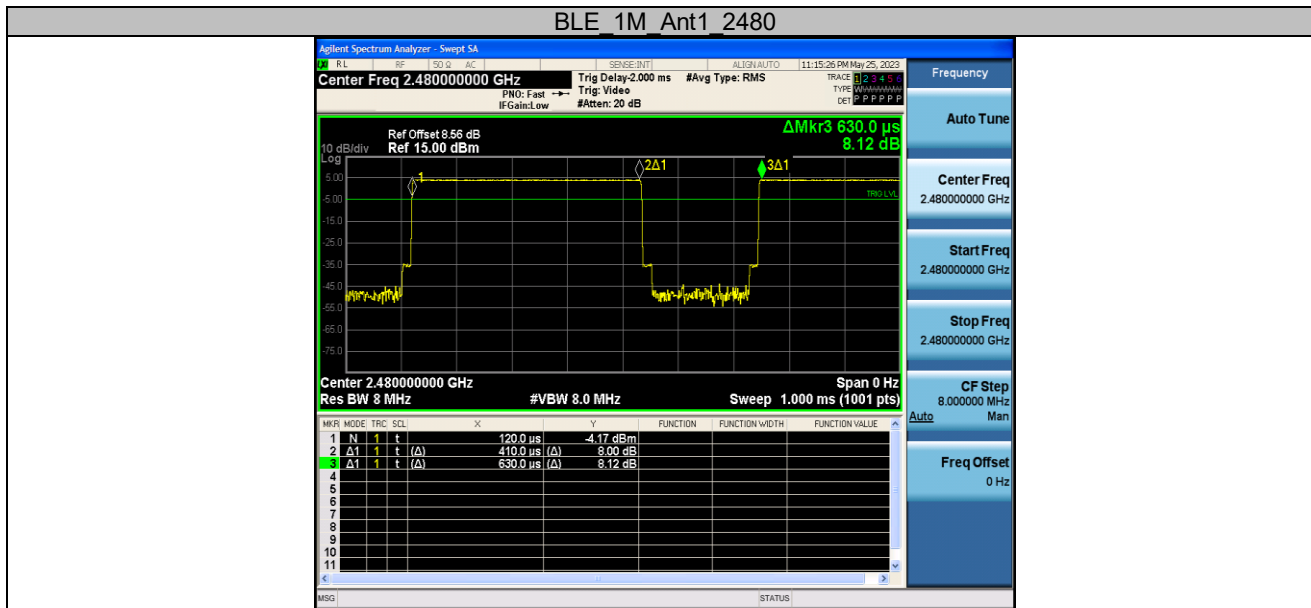 BLE_1M_Ant1_2480
Agilent Spectrum Analyzer - Swept SA
RL RF 50 Ω AC SENSE:INT ALIGN AUTO 11:15:26 PM May 25, 2023
Center Freq 2.480000000 GHz
PNO: Fast
IFGain:Low
Trig Delay-2.000 ms
Trig: Video
#Atten: 20 dB
#Avg Type: RMS
TRACE 1 2 3 4 5 6
TYPE WWWWWW
DET P P P P P P
ΔMkr3 630.0 µs
8.12 dB
Ref Offset 8.56 dB
10 dB/div Ref 15.00 dBm
Log
5.00
-5.00
-15.0
-25.0
-35.0
-45.0
-55.0
-65.0
-75.0
1
2Δ1
3Δ1
TRIG LVL
Center 2.480000000 GHz Span 0 Hz
Res BW 8 MHz #VBW 8.0 MHz Sweep 1.000 ms (1001 pts)
MKR MODE TRC SCL X Y FUNCTION FUNCTION WIDTH FUNCTION VALUE
1 N 1 t 120.0 µs -4.17 dBm
2 Δ1 1 t (Δ) 410.0 µs (Δ) 8.00 dB
3 Δ1 1 t (Δ) 630.0 µs (Δ) 8.12 dB
4
5
6
7
8
9
10
11
MSG STATUS
Frequency
Auto Tune
Center Freq
2.480000000 GHz
Start Freq
2.480000000 GHz
Stop Freq
2.480000000 GHz
CF Step
8.000000 MHz
Auto Man
Freq Offset
0 Hz